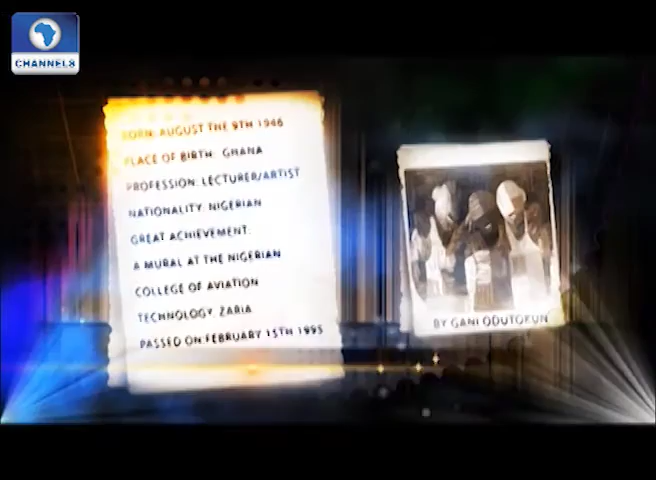 CHANNELS
BORN: AUGUST THE 9TH 1946
PLACE OF BIRTH: GHANA
PROFESSION: LECTURER/ARTIST
NATIONALITY: NIGERIAN
GREAT ACHIEVEMENT:
A MURAL AT THE NIGERIAN
COLLEGE OF AVIATION
TECHNOLOGY ZARIA
PASSED ON FEBRUARY 15TH 1995
BY GANI ODUTOKUN